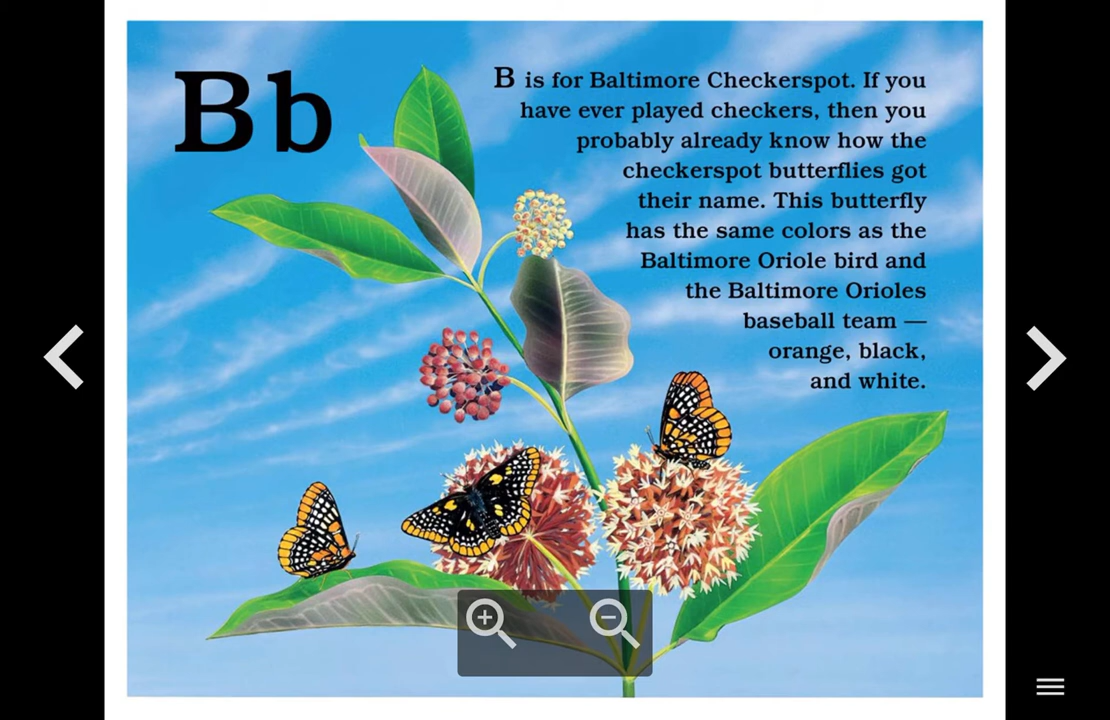 Bb
B is for Baltimore Checkerspot. If you
have ever played checkers, then you
probably already know how the
checkerspot butterflies got
their name. This butterfly
has the same colors as the
Baltimore Oriole bird and
the Baltimore Orioles
baseball team —
orange, black,
and white.